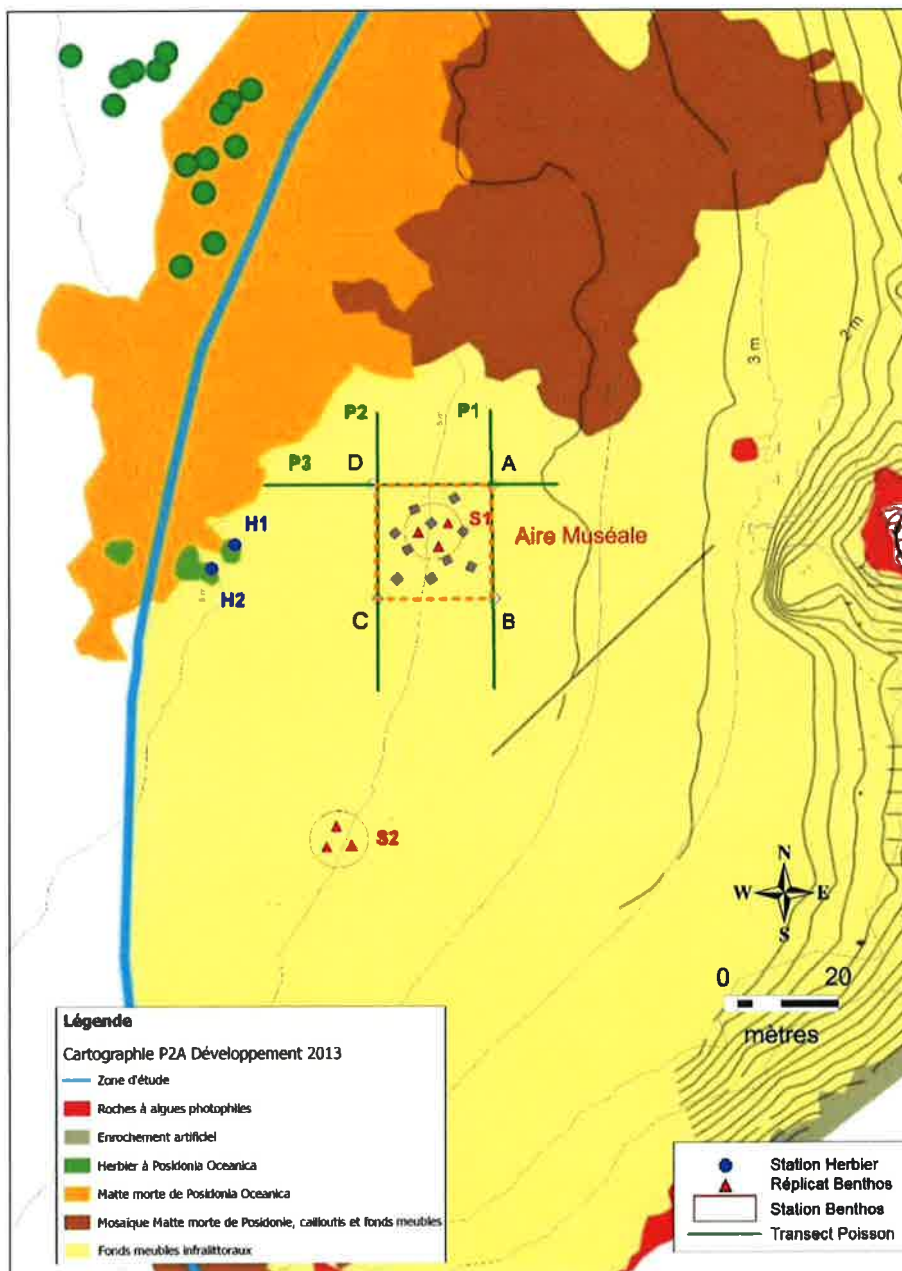 2 m
3 m
P2
P1
5 m
D
A
P3
S1
H1
Aire Muséale
H2
C
B
S2
N
W
E
S
0
20
mètres
Légende
Cartographie P2A Développement 2013
Zone d'étude
Roches à algues photophiles
Enrochement artificiel
Herbier à Posidonia Oceanica
Matte morte de Posidonia Oceanica
Mosaïque Matte morte de Posidonie, cailloutis et fonds meubles
Fonds meubles infralittoraux
Station Herbier
Réplicat Benthos
Station Benthos
Transect Poisson